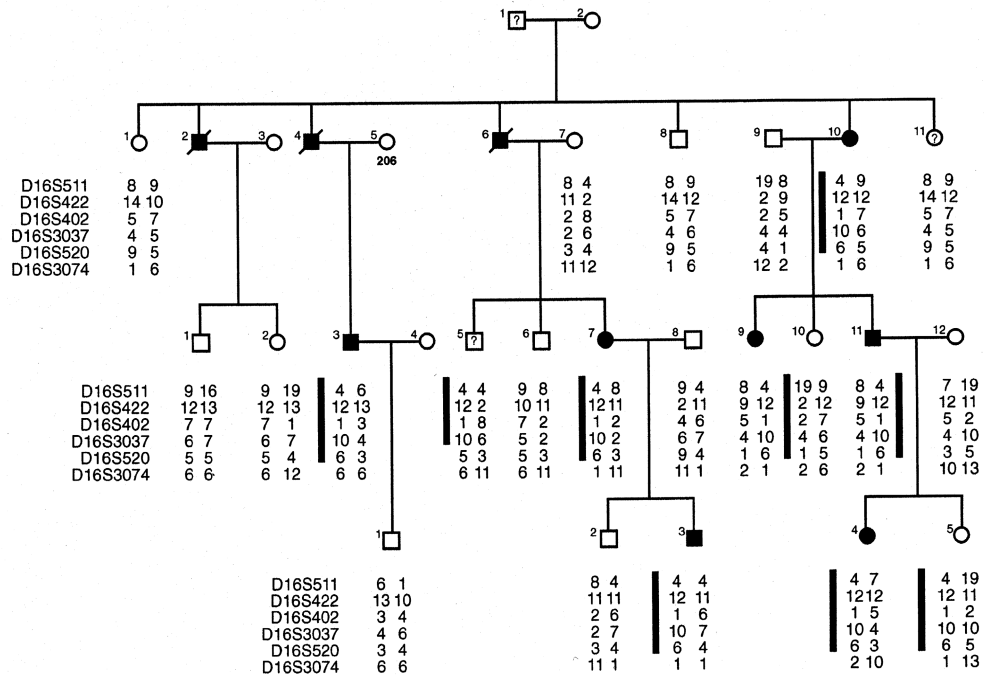 1 ? 2
1 2 3 4 5 6 7 8 9 10 11 ?
206
D16S511 8 9 8 4 8 9 19 8 4 9 8 9
D16S422 14 10 11 2 14 12 2 9 12 12 14 12
D16S402 5 7 2 8 5 7 2 5 1 7 5 7
D16S3037 4 5 2 6 4 6 4 4 10 6 4 5
D16S520 9 5 3 4 9 5 4 1 6 5 9 5
D16S3074 1 6 11 12 1 6 12 2 1 6 1 6
1 2 3 4 5 ? 6 7 8 9 10 11 12
D16S511 9 16 9 19 4 6 4 4 9 8 4 8 9 4 8 4 19 9 8 4 7 19
D16S422 12 13 12 13 12 13 12 2 10 11 12 11 2 11 9 12 2 12 9 12 12 11
D16S402 7 7 7 1 1 3 1 8 7 2 1 2 4 6 5 1 2 7 5 1 5 2
D16S3037 6 7 6 7 10 4 10 6 5 2 10 2 6 7 4 10 4 6 4 10 4 10
D16S520 5 5 5 4 6 3 5 3 5 3 6 3 9 4 1 6 1 5 1 6 3 5
D16S3074 6 6 6 12 6 6 6 11 6 11 1 11 11 1 2 1 2 6 2 1 10 13
1 2 3 4 5
D16S511 6 1 8 4 4 4 4 7 4 19
D16S422 13 10 11 11 12 11 12 12 12 11
D16S402 3 4 2 6 1 6 1 5 1 2
D16S3037 4 6 2 7 10 7 10 4 10 10
D16S520 3 4 3 4 6 4 6 3 6 5
D16S3074 6 6 11 1 1 1 2 10 1 13